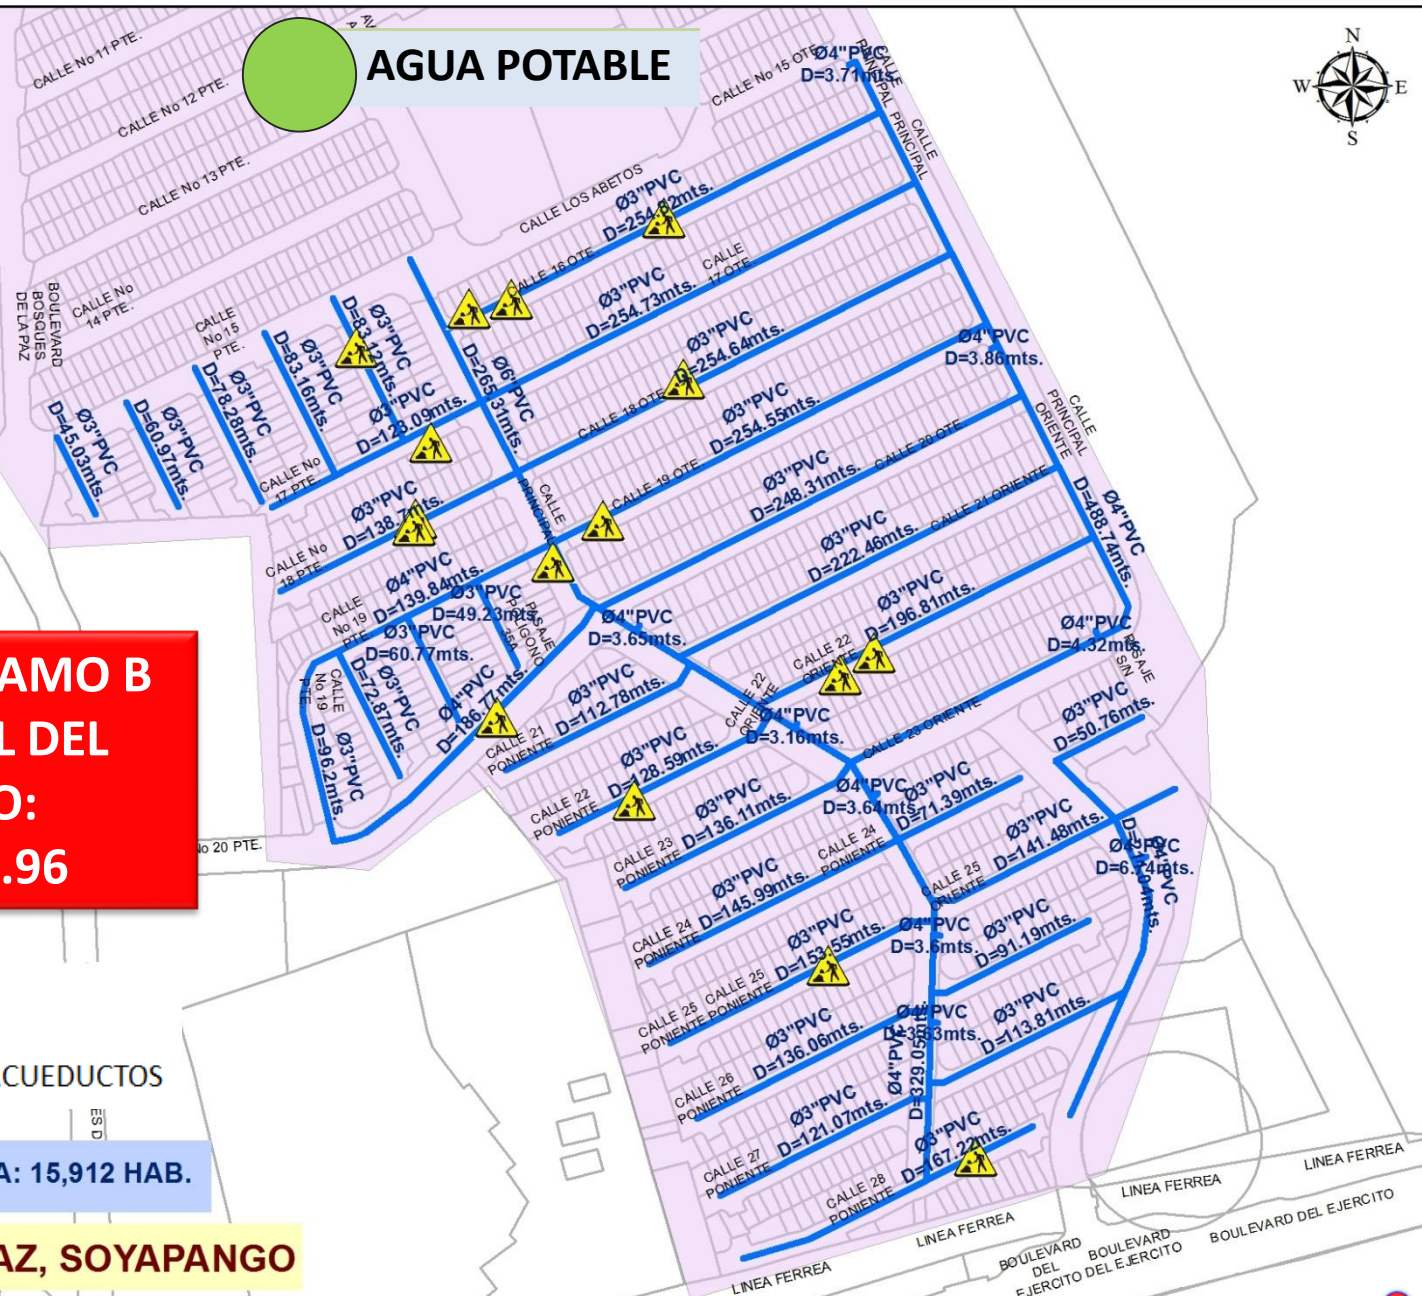 AGUA POTABLE
N
W
E
S
CALLE No 11 PTE.
CALLE No 12 PTE.
CALLE No 13 PTE.
CALLE No
14 PTE.
CALLE
No 15
PTE.
BOULEVARD
BOSQUES
DE LA PAZ
CALLE No 15 OTE.
CALLE LOS ABETOS
Ø4"PVC
D=3.71mts.
CALLE
PRINCIPAL
CALLE
PRINCIPAL
Ø3"PVC
D=254.82mts.
CALLE 16 OTE.
Ø3"PVC
D=254.73mts.
CALLE
17 OTE.
Ø3"PVC
D=254.64mts.
CALLE 18 OTE.
Ø3"PVC
D=254.55mts.
CALLE 19 OTE.
Ø4"PVC
D=3.86mts.
CALLE
PRINCIPAL
ORIENTE
Ø3"PVC
D=248.31mts.
CALLE 20 OTE.
Ø3"PVC
D=222.46mts.
CALLE 21 ORIENTE
Ø4"PVC
D=488.74mts.
Ø3"PVC
D=83.12mts.
Ø3"PVC
D=83.16mts.
Ø3"PVC
D=78.28mts.
Ø3"PVC
D=60.97mts.
Ø3"PVC
D=45.03mts.
Ø3"PVC
D=123.09mts.
Ø6"PVC
D=265.31mts.
CALLE No
17 PTE.
Ø3"PVC
CALLE No
18 PTE.
CALLE
PRINCIPAL
Ø4"PVC
D=139.84mts.
Ø3"PVC
D=49.23mts.
CALLE
No 19
PTE.
Ø3"PVC
D=60.77mts.
PASAJE
POLIGONO
35A
Ø3"PVC
D=72.87mts.
CALLE
No 19
PTE
Ø3"PVC
D=96.2mts.
Ø4"PVC
D=186.77mts.
Ø4"PVC
D=3.65mts.
Ø3"PVC
D=196.81mts.
CALLE 22
ORIENTE
Ø4"PVC
D=4.32mts.
PASAJE
S/N
Ø3"PVC
D=112.78mts.
CALLE 21
PONIENTE
CALLE 22
ORIENTE
Ø4"PVC
D=3.16mts.
CALLE 23 ORIENTE
Ø3"PVC
D=50.76mts.
Ø3"PVC
D=128.59mts.
CALLE 22
PONIENTE
Ø3"PVC
D=136.11mts.
CALLE 23
PONIENTE
Ø4"PVC
D=3.64mts.
Ø3"PVC
D=71.39mts.
CALLE 24
PONIENTE
Ø3"PVC
D=141.48mts.
CALLE 25
ORIENTE
Ø4"PVC
D=6.74mts.
Ø4"PVC
Ø3"PVC
D=145.99mts.
CALLE 24
PONIENTE
Ø3"PVC
D=153.55mts.
CALLE 25
PONIENTE
CALLE 25
PONIENTE
Ø4"PVC
D=3.6mts.
Ø3"PVC
D=91.19mts.
Ø3"PVC
D=136.06mts.
CALLE 26
PONIENTE
Ø4"PVC
D=3.63mts.
Ø3"PVC
D=113.81mts.
Ø4"PVC
D=329.05mts.
Ø3"PVC
D=121.07mts.
CALLE 27
PONIENTE
Ø3"PVC
D=167.22mts.
CALLE 28
PONIENTE
No 20 PTE.
AMO B
L DEL
O:
.96
CUEDUCTOS
ES D
A: 15,912 HAB.
AZ, SOYAPANGO
LINEA FERREA
LINEA FERREA
LINEA FERREA
LINEA FERREA
BOULEVARD
DEL
EJERCITO
BOULEVARD
DEL EJERCITO
BOULEVARD DEL EJERCITO